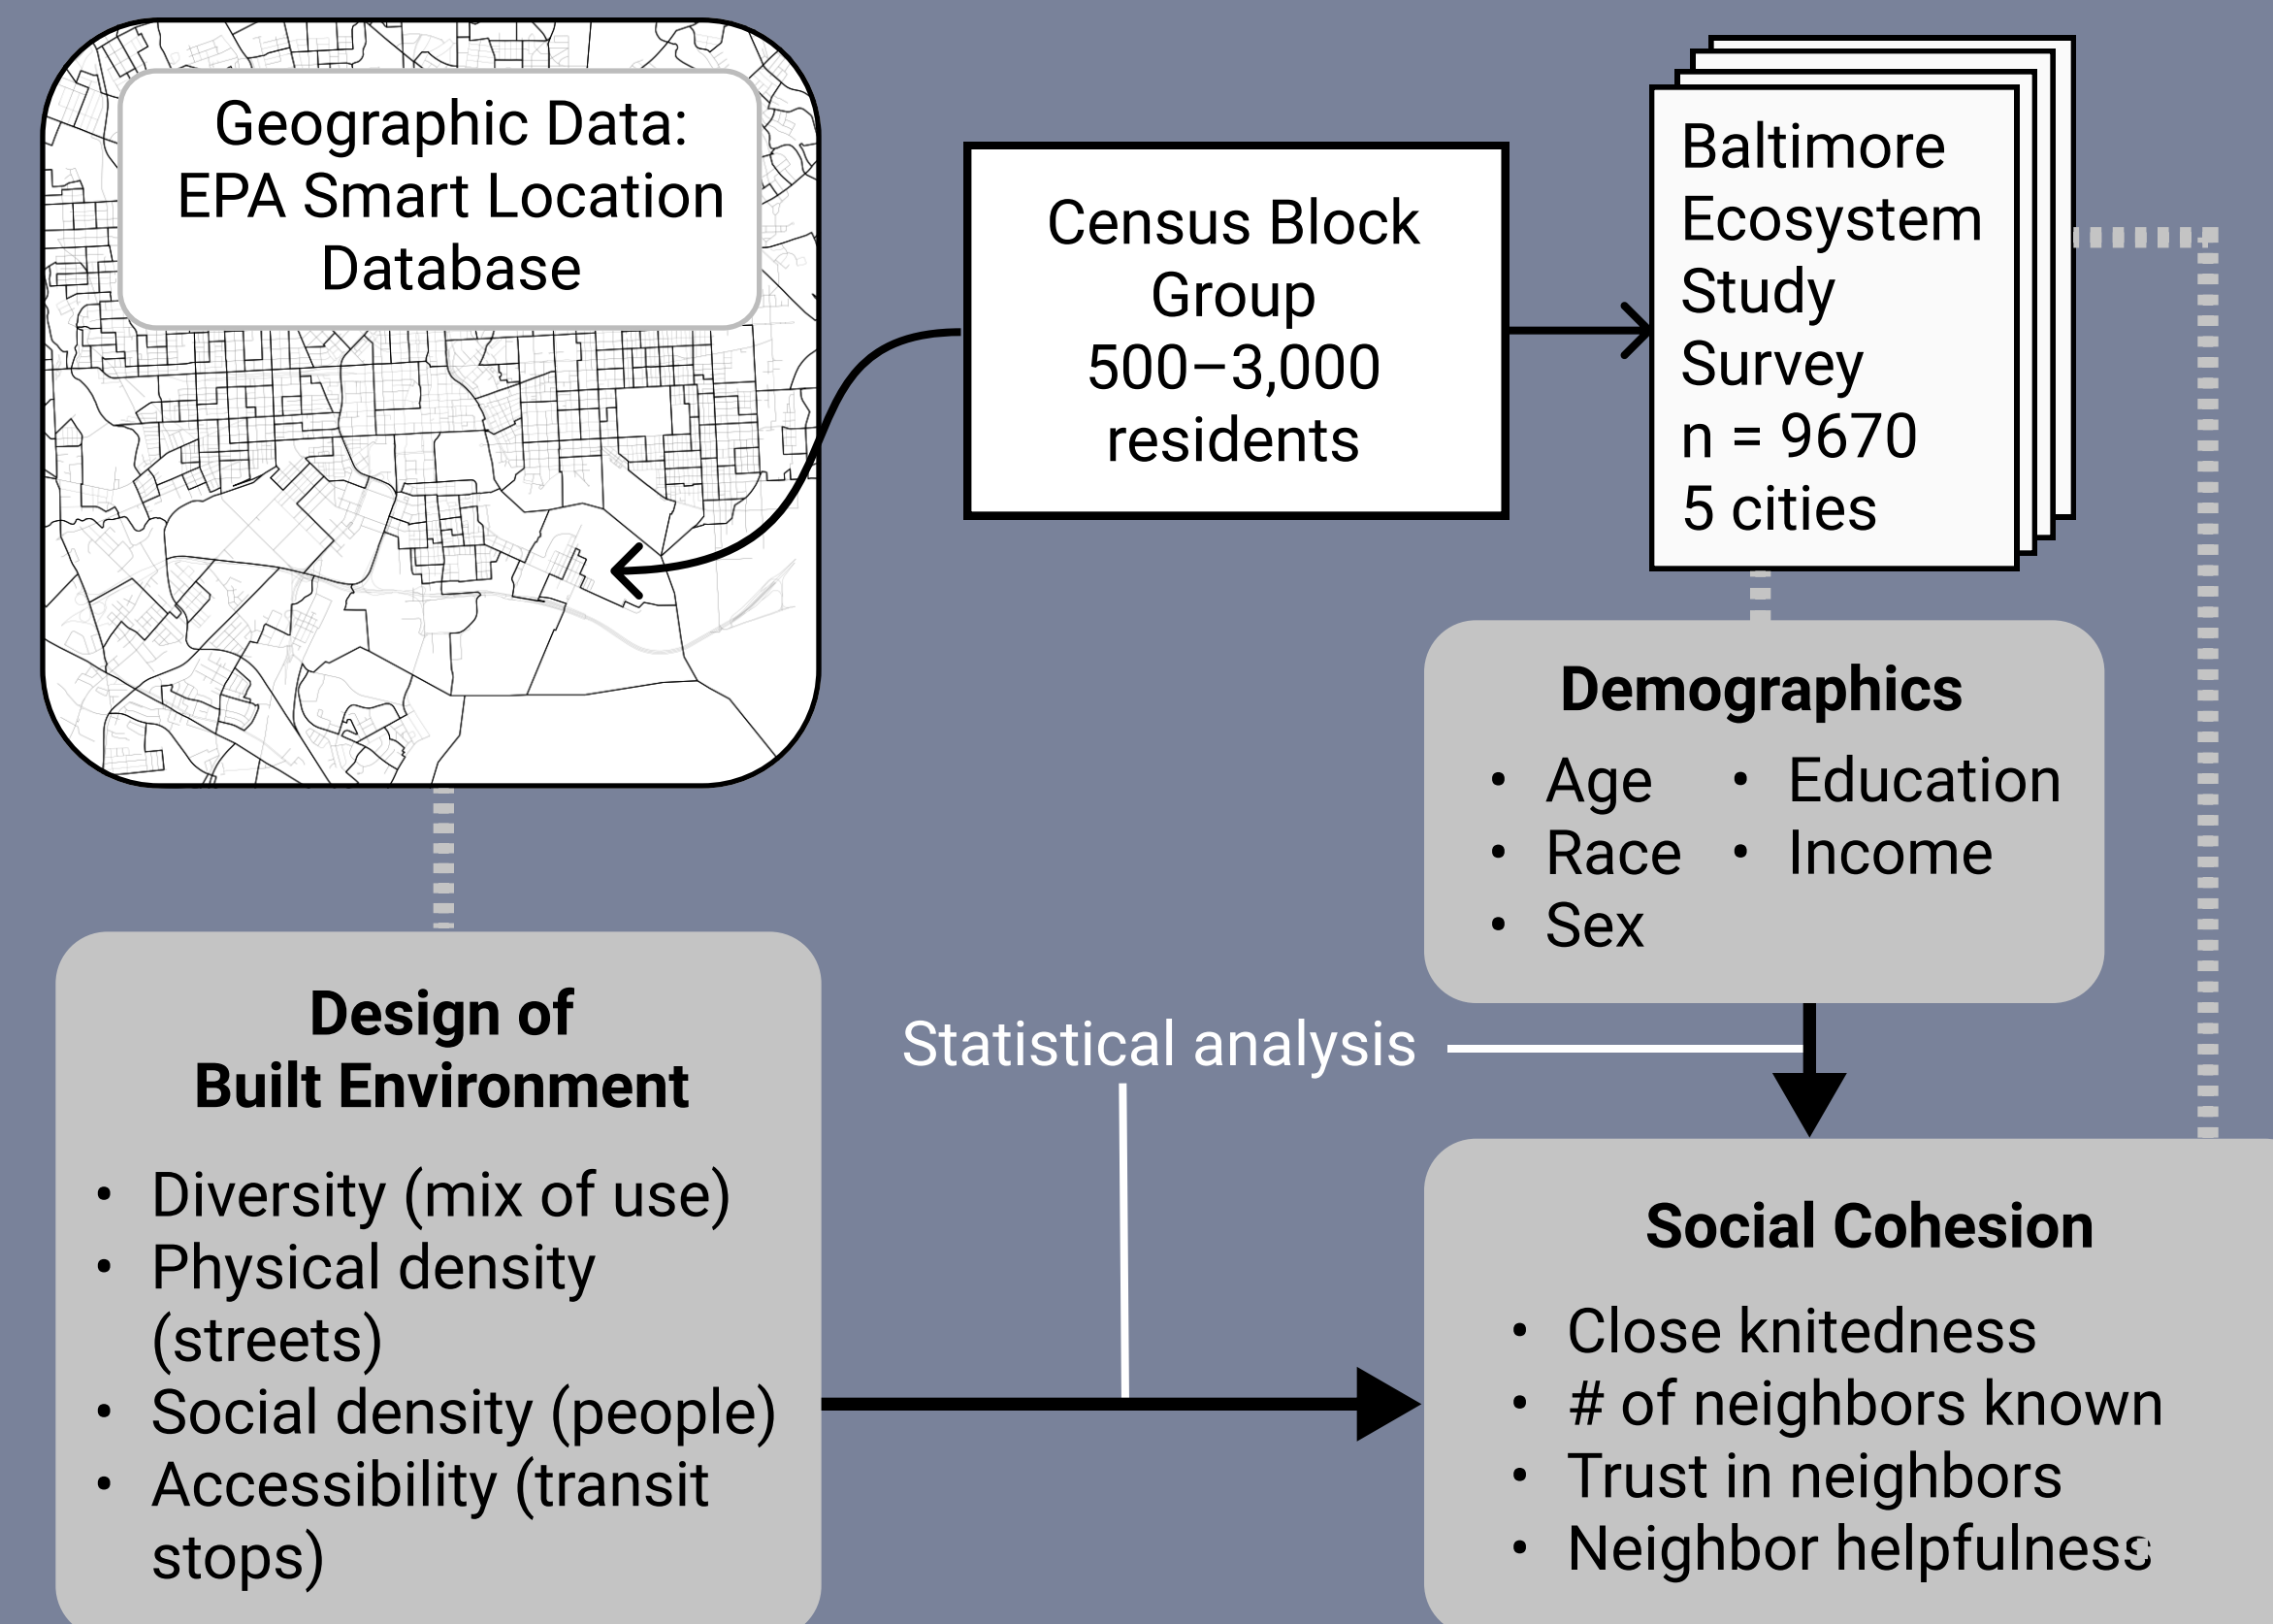 Geographic Data:
EPA Smart Location
Database
Census Block
Group
500–3,000
residents
Baltimore
Ecosystem
Study
Survey
n = 9670
5 cities
Demographics
• Age
• Race
• Sex
• Education
• Income
Design of
Built Environment
• Diversity (mix of use)
• Physical density
(streets)
• Social density (people)
• Accessibility (transit
stops)
Statistical analysis
Social Cohesion
• Close knitedness
• # of neighbors known
• Trust in neighbors
• Neighbor helpfulness